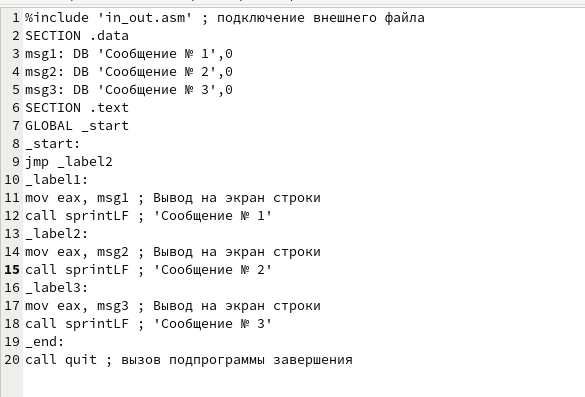 1 %include 'in_out.asm' ; подключение внешнего файла
2 SECTION .data
3 msg1: DB 'Сообщение № 1',0
4 msg2: DB 'Сообщение № 2',0
5 msg3: DB 'Сообщение № 3',0
6 SECTION .text
7 GLOBAL _start
8 _start:
9 jmp _label2
10 _label1:
11 mov eax, msg1 ; Вывод на экран строки
12 call sprintLF ; 'Сообщение № 1'
13 _label2:
14 mov eax, msg2 ; Вывод на экран строки
15 call sprintLF ; 'Сообщение № 2'
16 _label3:
17 mov eax, msg3 ; Вывод на экран строки
18 call sprintLF ; 'Сообщение № 3'
19 _end:
20 call quit ; вызов подпрограммы завершения